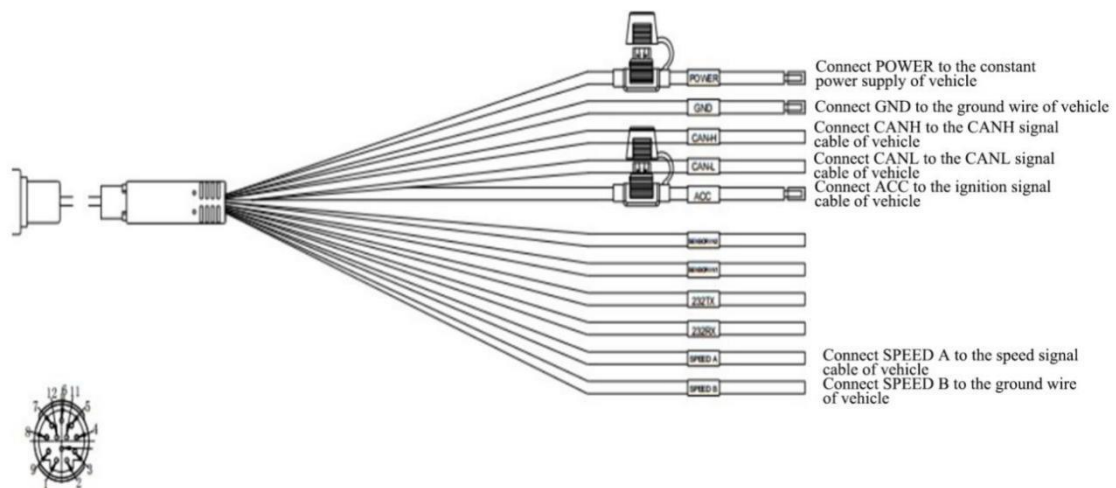 POWER
Connect POWER to the constant
power supply of vehicle
GND
Connect GND to the ground wire of vehicle
CAN-H
Connect CANH to the CANH signal
cable of vehicle
CAN-L
Connect CANL to the CANL signal
cable of vehicle
ACC
Connect ACC to the ignition signal
cable of vehicle
232TX
232RX
SPEED A
Connect SPEED A to the speed signal
cable of vehicle
SPEED B
Connect SPEED B to the ground wire
of vehicle
12 6 11
7 5
8 4
9 3
1 2